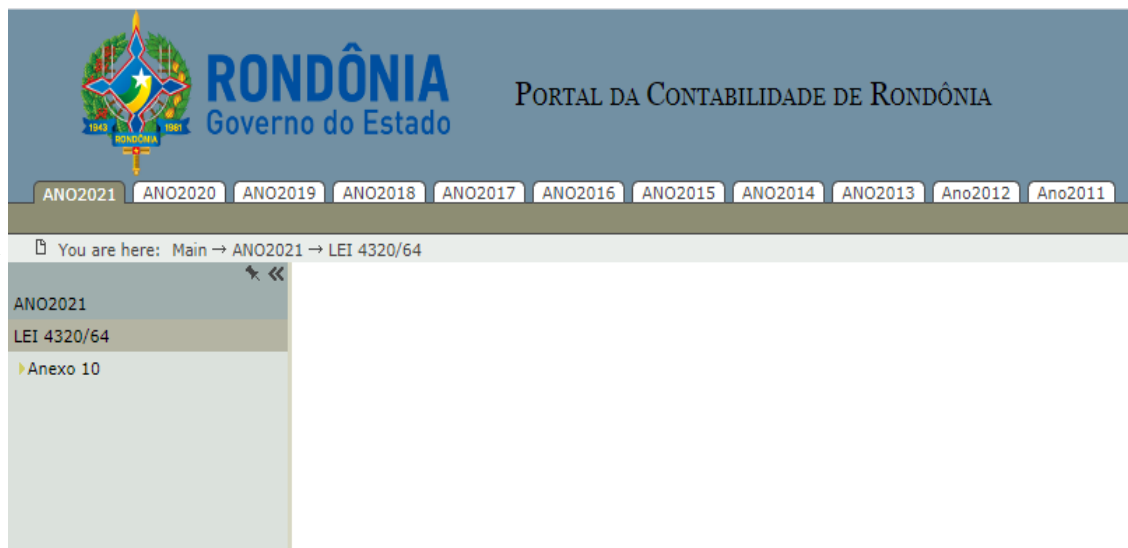 RONDÔNIA
Governo do Estado
1943 1981
RONDÔNIA
PORTAL DA CONTABILIDADE DE RONDÔNIA
ANO2021 ANO2020 ANO2019 ANO2018 ANO2017 ANO2016 ANO2015 ANO2014 ANO2013 Ano2012 Ano2011
You are here: Main → ANO2021 → LEI 4320/64
ANO2021
LEI 4320/64
Anexo 10